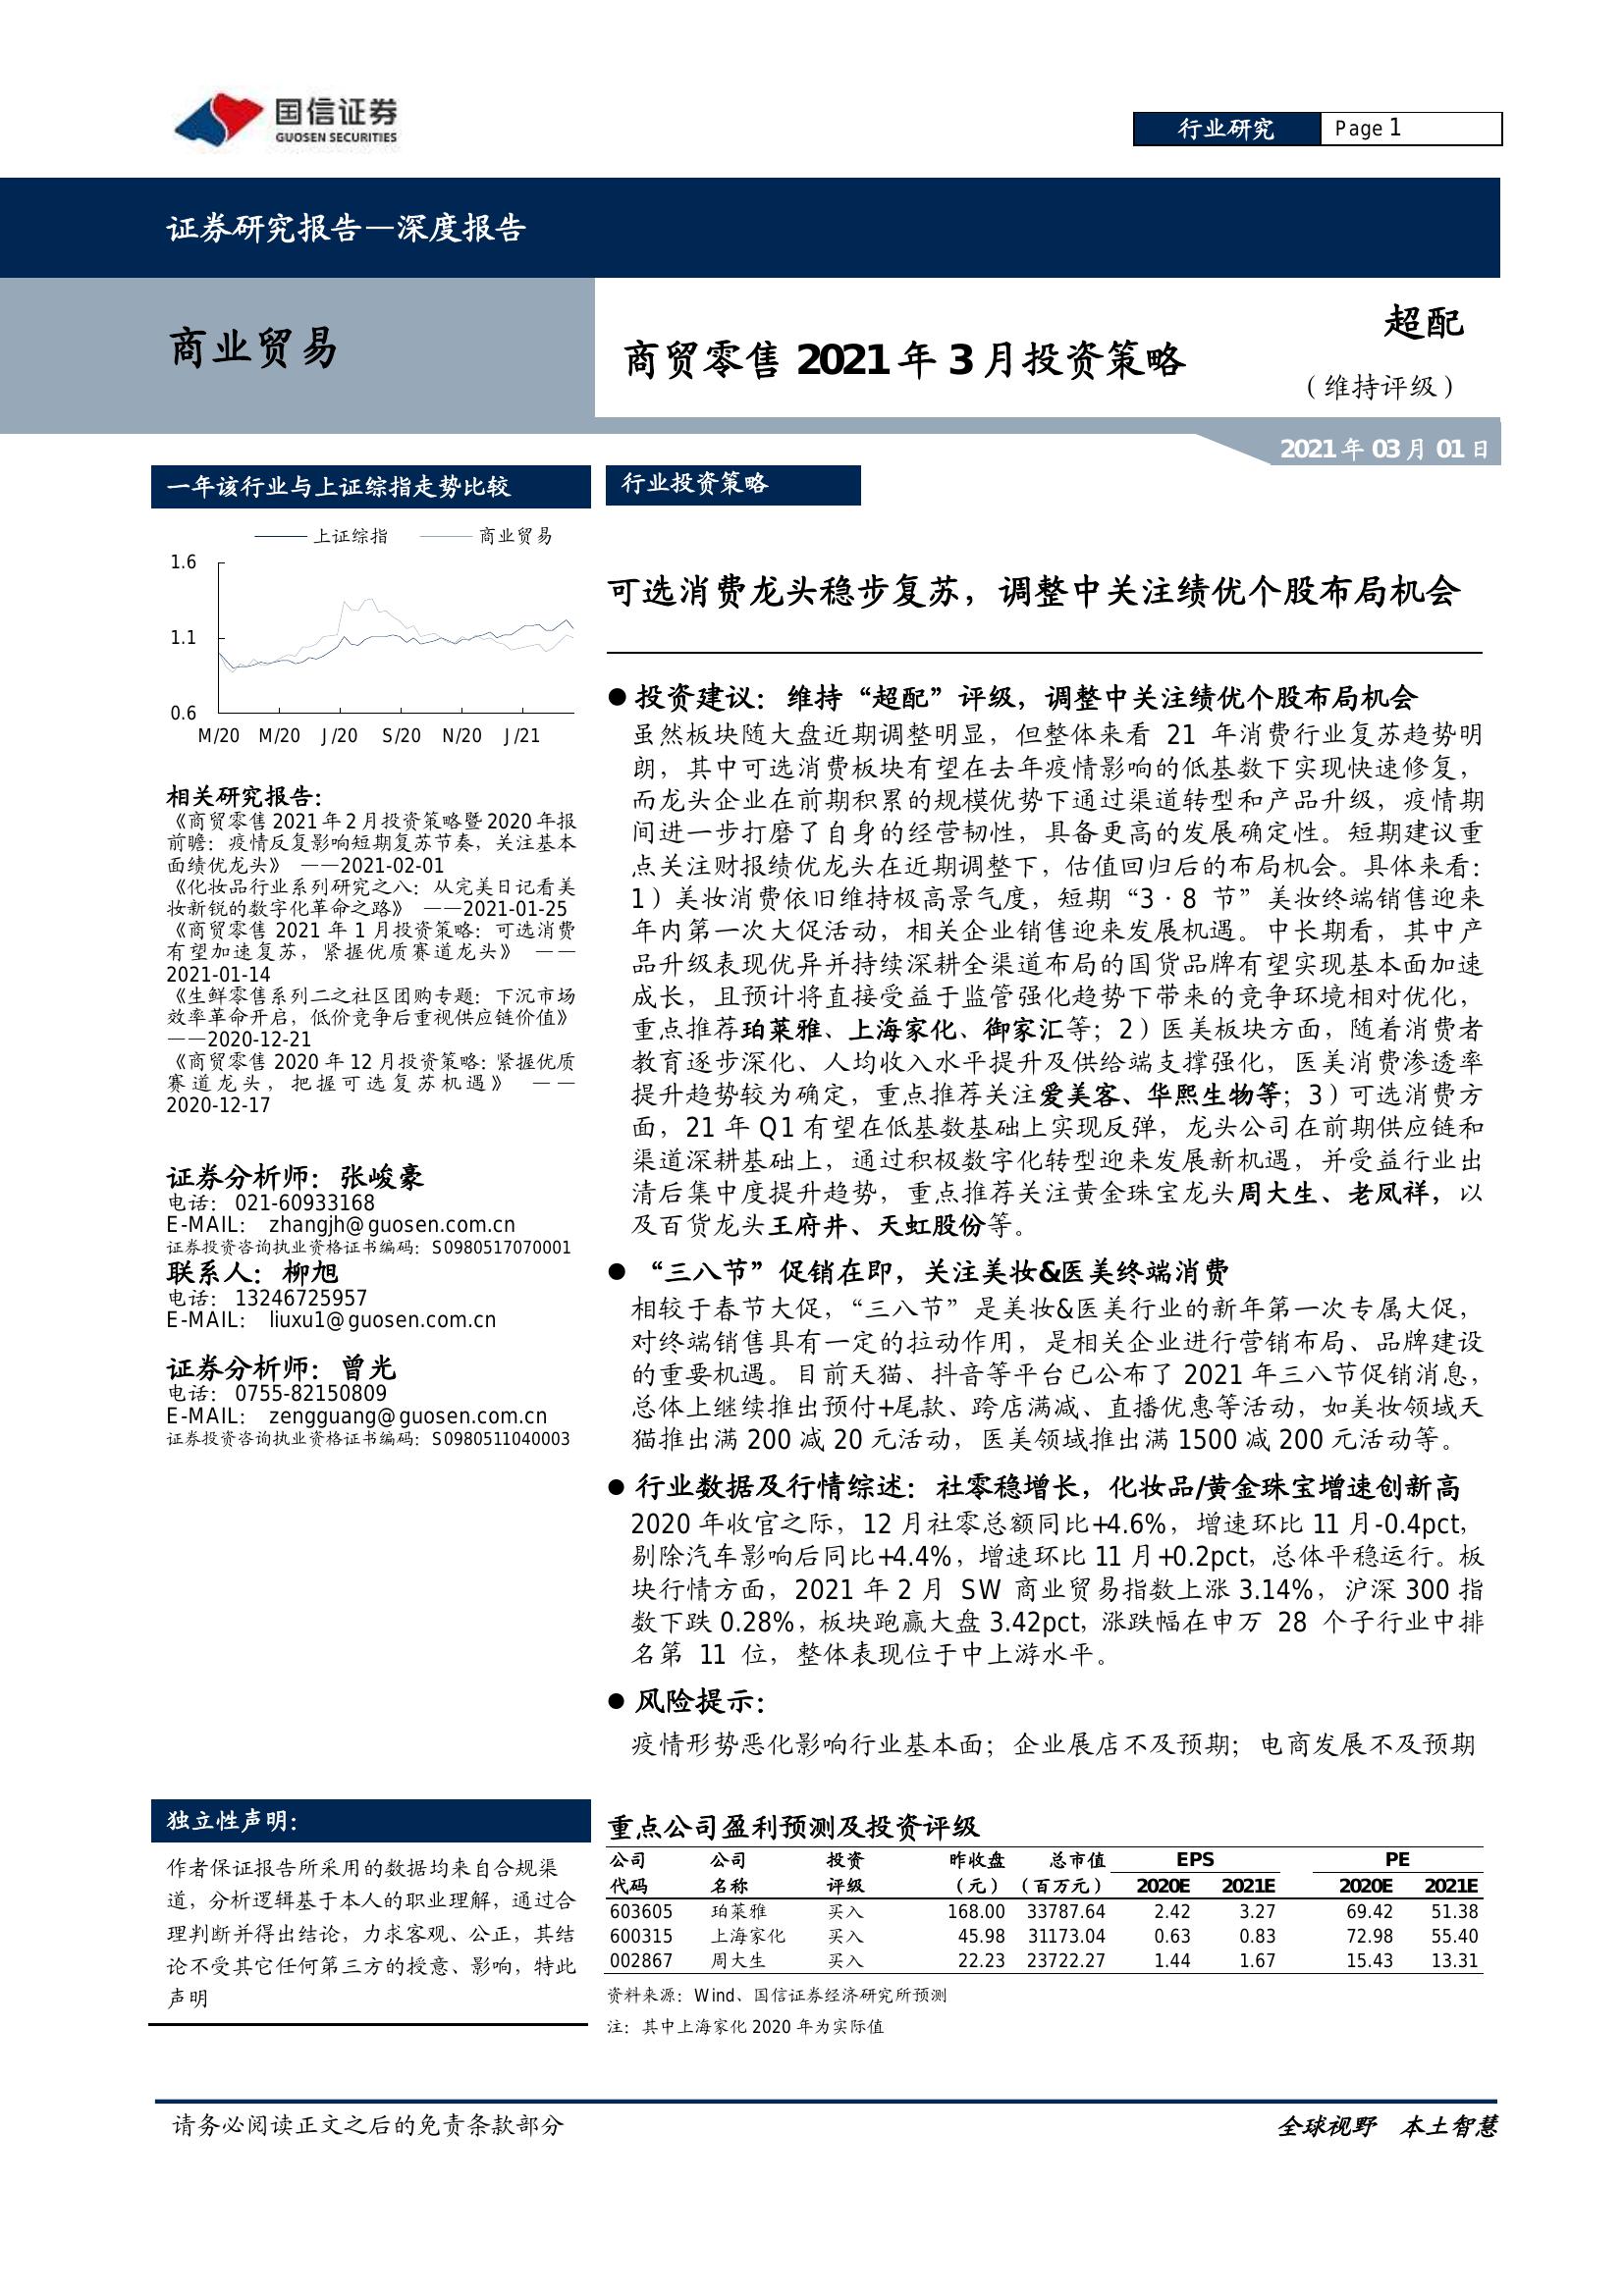 国信证券
GUOSEN SECURITIES
行业研究
Page 1
证券研究报告—深度报告
商业贸易
商贸零售 2021 年 3 月投资策略
超配
（维持评级）
2021 年 03 月 01 日
一年该行业与上证综指走势比较
上证综指 商业贸易
1.6
1.1
0.6
M/20 M/20 J/20 S/20 N/20 J/21
相关研究报告：
《商贸零售 2021 年 2 月投资策略暨 2020 年报
前瞻：疫情反复影响短期复苏节奏，关注基本
面绩优龙头》 ——2021-02-01
《化妆品行业系列研究之八：从完美日记看美
妆新锐的数字化革命之路》 ——2021-01-25
《商贸零售 2021 年 1 月投资策略：可选消费
有望加速复苏，紧握优质赛道龙头》 ——
2021-01-14
《生鲜零售系列二之社区团购专题：下沉市场
效率革命开启，低价竞争后重视供应链价值》
——2020-12-21
《商贸零售 2020 年 12 月投资策略：紧握优质
赛道龙头，把握可选复苏机遇》 ——
2020-12-17
证券分析师：张峻豪
电话： 021-60933168
E-MAIL： zhangjh@guosen.com.cn
证券投资咨询执业资格证书编码：S0980517070001
联系人：柳旭
电话： 13246725957
E-MAIL： liuxu1@guosen.com.cn
证券分析师：曾光
电话： 0755-82150809
E-MAIL： zengguang@guosen.com.cn
证券投资咨询执业资格证书编码：S0980511040003
独立性声明：
作者保证报告所采用的数据均来自合规渠
道，分析逻辑基于本人的职业理解，通过合
理判断并得出结论，力求客观、公正，其结
论不受其它任何第三方的授意、影响，特此
声明
行业投资策略
可选消费龙头稳步复苏，调整中关注绩优个股布局机会
● 投资建议：维持“超配”评级，调整中关注绩优个股布局机会
虽然板块随大盘近期调整明显，但整体来看 21 年消费行业复苏趋势明
朗，其中可选消费板块有望在去年疫情影响的低基数下实现快速修复，
而龙头企业在前期积累的规模优势下通过渠道转型和产品升级，疫情期
间进一步打磨了自身的经营韧性，具备更高的发展确定性。短期建议重
点关注财报绩优龙头在近期调整下，估值回归后的布局机会。具体来看：
1）美妆消费依旧维持极高景气度，短期“3·8 节”美妆终端销售迎来
年内第一次大促活动，相关企业销售迎来发展机遇。中长期看，其中产
品升级表现优异并持续深耕全渠道布局的国货品牌有望实现基本面加速
成长，且预计将直接受益于监管强化趋势下带来的竞争环境相对优化，
重点推荐珀莱雅、上海家化、御家汇等；2）医美板块方面，随着消费者
教育逐步深化、人均收入水平提升及供给端支撑强化，医美消费渗透率
提升趋势较为确定，重点推荐关注爱美客、华熙生物等；3）可选消费方
面，21 年 Q1 有望在低基数基础上实现反弹，龙头公司在前期供应链和
渠道深耕基础上，通过积极数字化转型迎来发展新机遇，并受益行业出
清后集中度提升趋势，重点推荐关注黄金珠宝龙头周大生、老凤祥，以
及百货龙头王府井、天虹股份等。
● “三八节”促销在即，关注美妆&医美终端消费
相较于春节大促，“三八节”是美妆&医美行业的新年第一次专属大促，
对终端销售具有一定的拉动作用，是相关企业进行营销布局、品牌建设
的重要机遇。目前天猫、抖音等平台已公布了 2021 年三八节促销消息，
总体上继续推出预付+尾款、跨店满减、直播优惠等活动，如美妆领域天
猫推出满 200 减 20 元活动，医美领域推出满 1500 减 200 元活动等。
● 行业数据及行情综述：社零稳增长，化妆品/黄金珠宝增速创新高
2020 年收官之际，12 月社零总额同比+4.6%，增速环比 11 月-0.4pct，
剔除汽车影响后同比+4.4%，增速环比 11 月+0.2pct，总体平稳运行。板
块行情方面，2021 年 2 月 SW 商业贸易指数上涨 3.14%，沪深 300 指
数下跌 0.28%，板块跑赢大盘 3.42pct，涨跌幅在申万 28 个子行业中排
名第 11 位，整体表现位于中上游水平。
● 风险提示：
疫情形势恶化影响行业基本面；企业展店不及预期；电商发展不及预期
重点公司盈利预测及投资评级
公司 公司 投资 昨收盘 总市值 EPS PE
代码 名称 评级 （元） （百万元） 2020E 2021E 2020E 2021E
603605 珀莱雅 买入 168.00 33787.64 2.42 3.27 69.42 51.38
600315 上海家化 买入 45.98 31173.04 0.63 0.83 72.98 55.40
002867 周大生 买入 22.23 23722.27 1.44 1.67 15.43 13.31
资料来源：Wind、国信证券经济研究所预测
注：其中上海家化 2020 年为实际值
请务必阅读正文之后的免责条款部分
全球视野 本土智慧